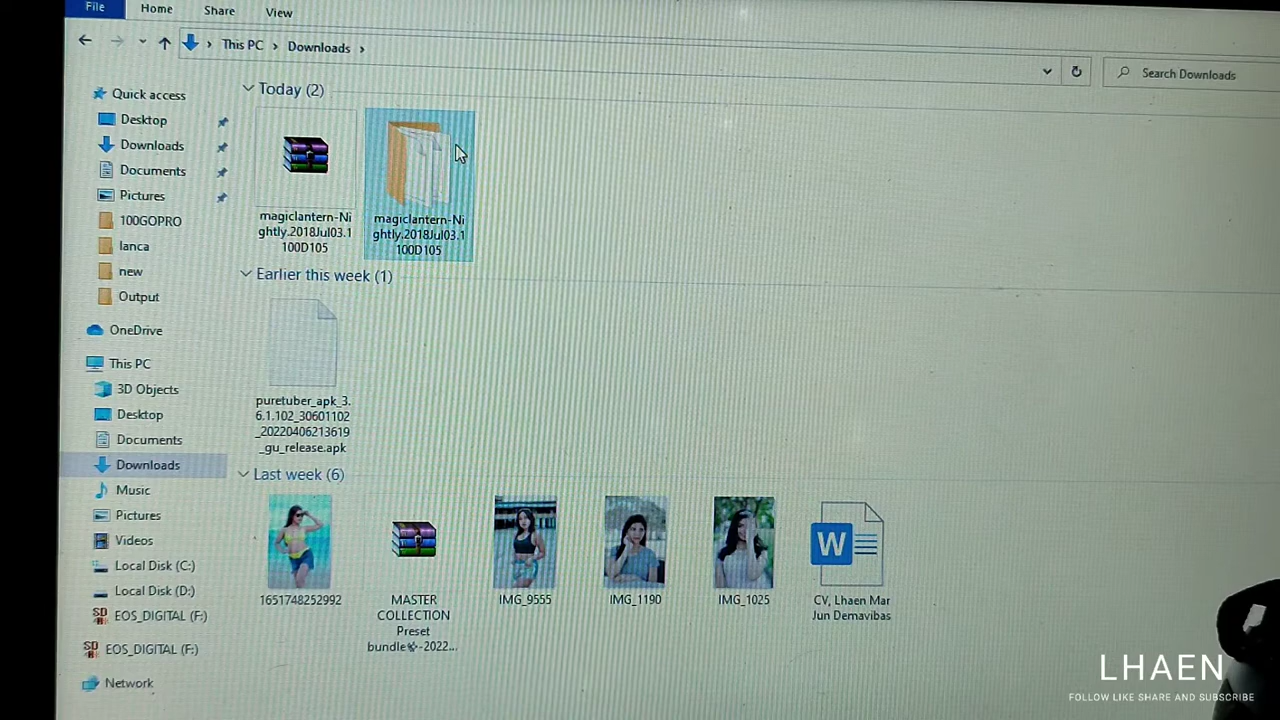 File Home Share View
This PC > Downloads >
Search Downloads
Quick access
Desktop
Downloads
Documents
Pictures
100GOPRO
lanca
new
Output
OneDrive
This PC
3D Objects
Desktop
Documents
Downloads
Music
Pictures
Videos
Local Disk (C:)
Local Disk (D:)
EOS_DIGITAL (F:)
EOS_DIGITAL (F:)
Network
Today (2)
magiclantern-Ni
ghtly.2018Jul03.1
100D105
magiclantern-Ni
ghtly.2018Jul03.1
100D105
Earlier this week (1)
puretuber_apk_3.
6.1.102_30601102
_20220406213619
_gu_release.apk
Last week (6)
1651748252992
MASTER
COLLECTION
Preset
bundle✨-2022...
IMG_9555
IMG_1190
IMG_1025
W
CV, Lhaen Mar
Jun Demavibas
LHAEN
FOLLOW LIKE SHARE AND SUBSCRIBE